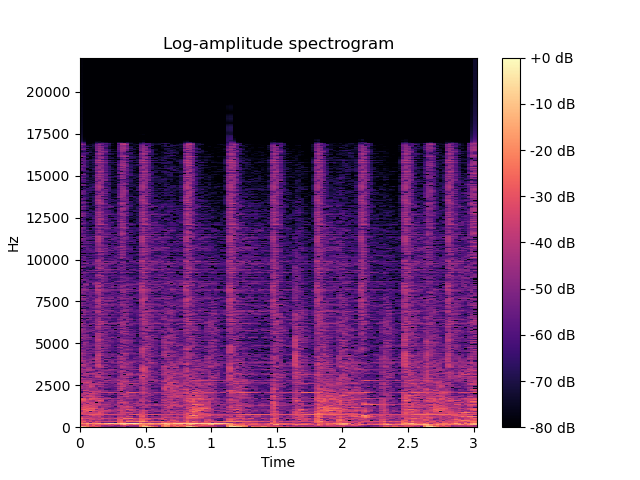 Log-amplitude spectrogram
20000
17500
15000
12500
10000
7500
5000
2500
0
Hz
0 0.5 1 1.5 2 2.5 3
Time
+0 dB
-10 dB
-20 dB
-30 dB
-40 dB
-50 dB
-60 dB
-70 dB
-80 dB